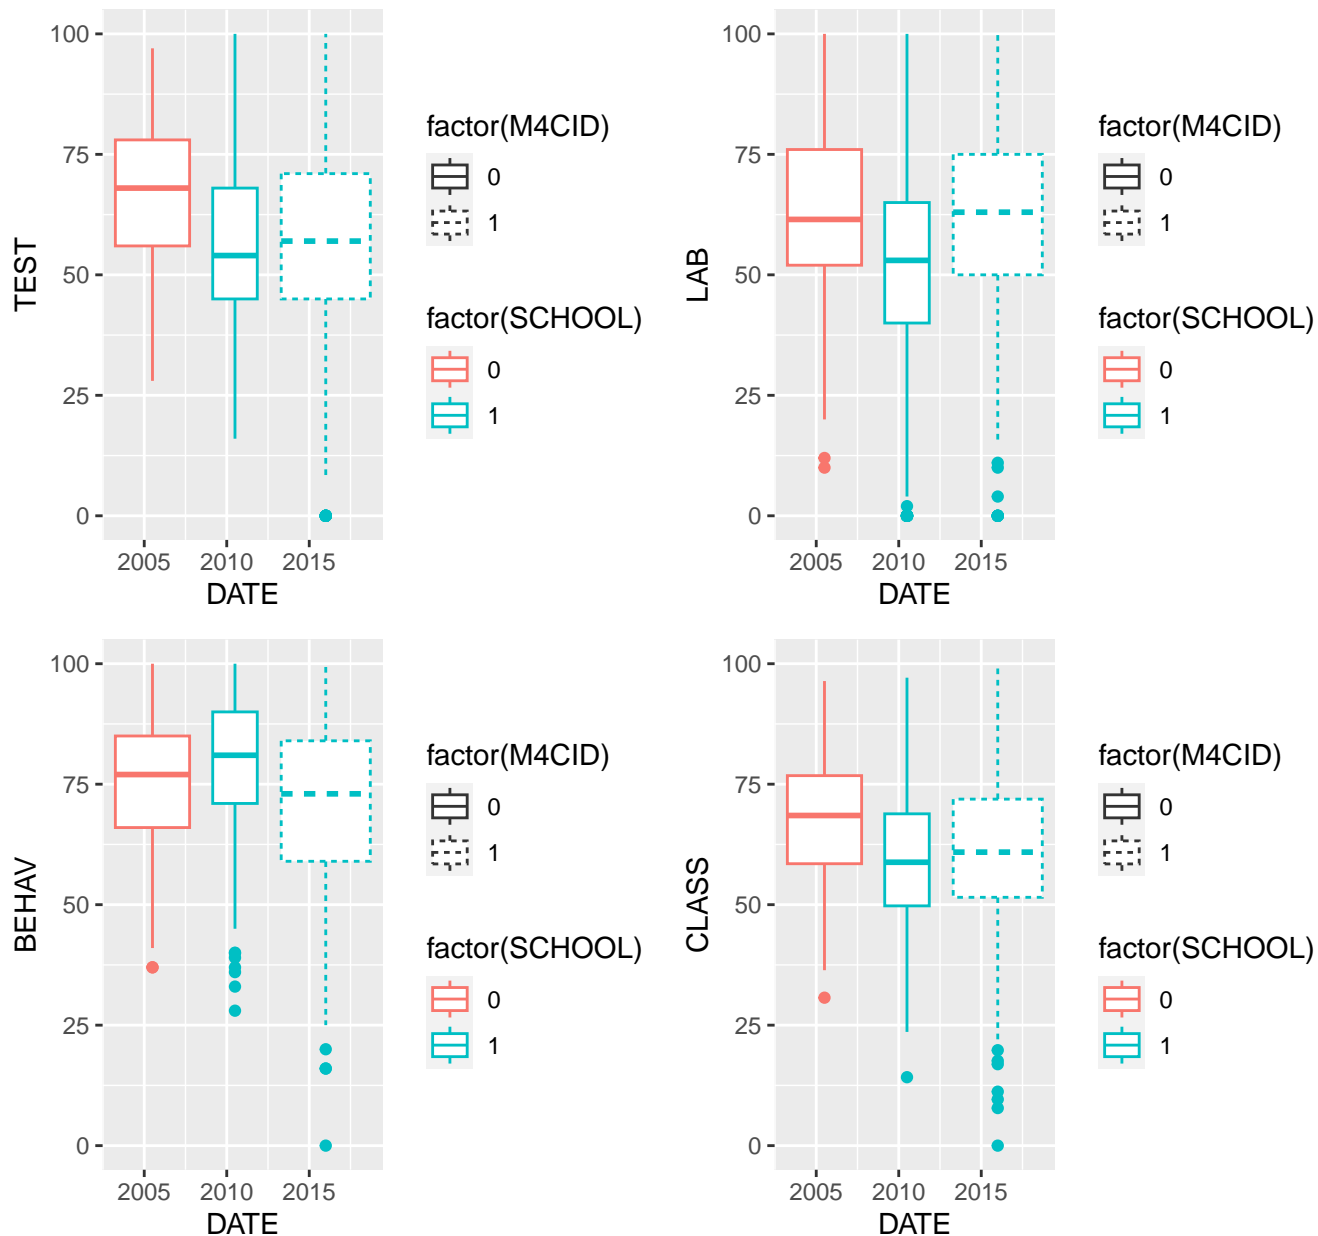 TEST
100
75
50
25
0
2005 2010 2015
DATE
factor(M4CID)
0
1
factor(SCHOOL)
0
1
LAB
100
75
50
25
0
2005 2010 2015
DATE
factor(M4CID)
0
1
factor(SCHOOL)
0
1
BEHAV
100
75
50
25
0
2005 2010 2015
DATE
factor(M4CID)
0
1
factor(SCHOOL)
0
1
CLASS
100
75
50
25
0
2005 2010 2015
DATE
factor(M4CID)
0
1
factor(SCHOOL)
0
1